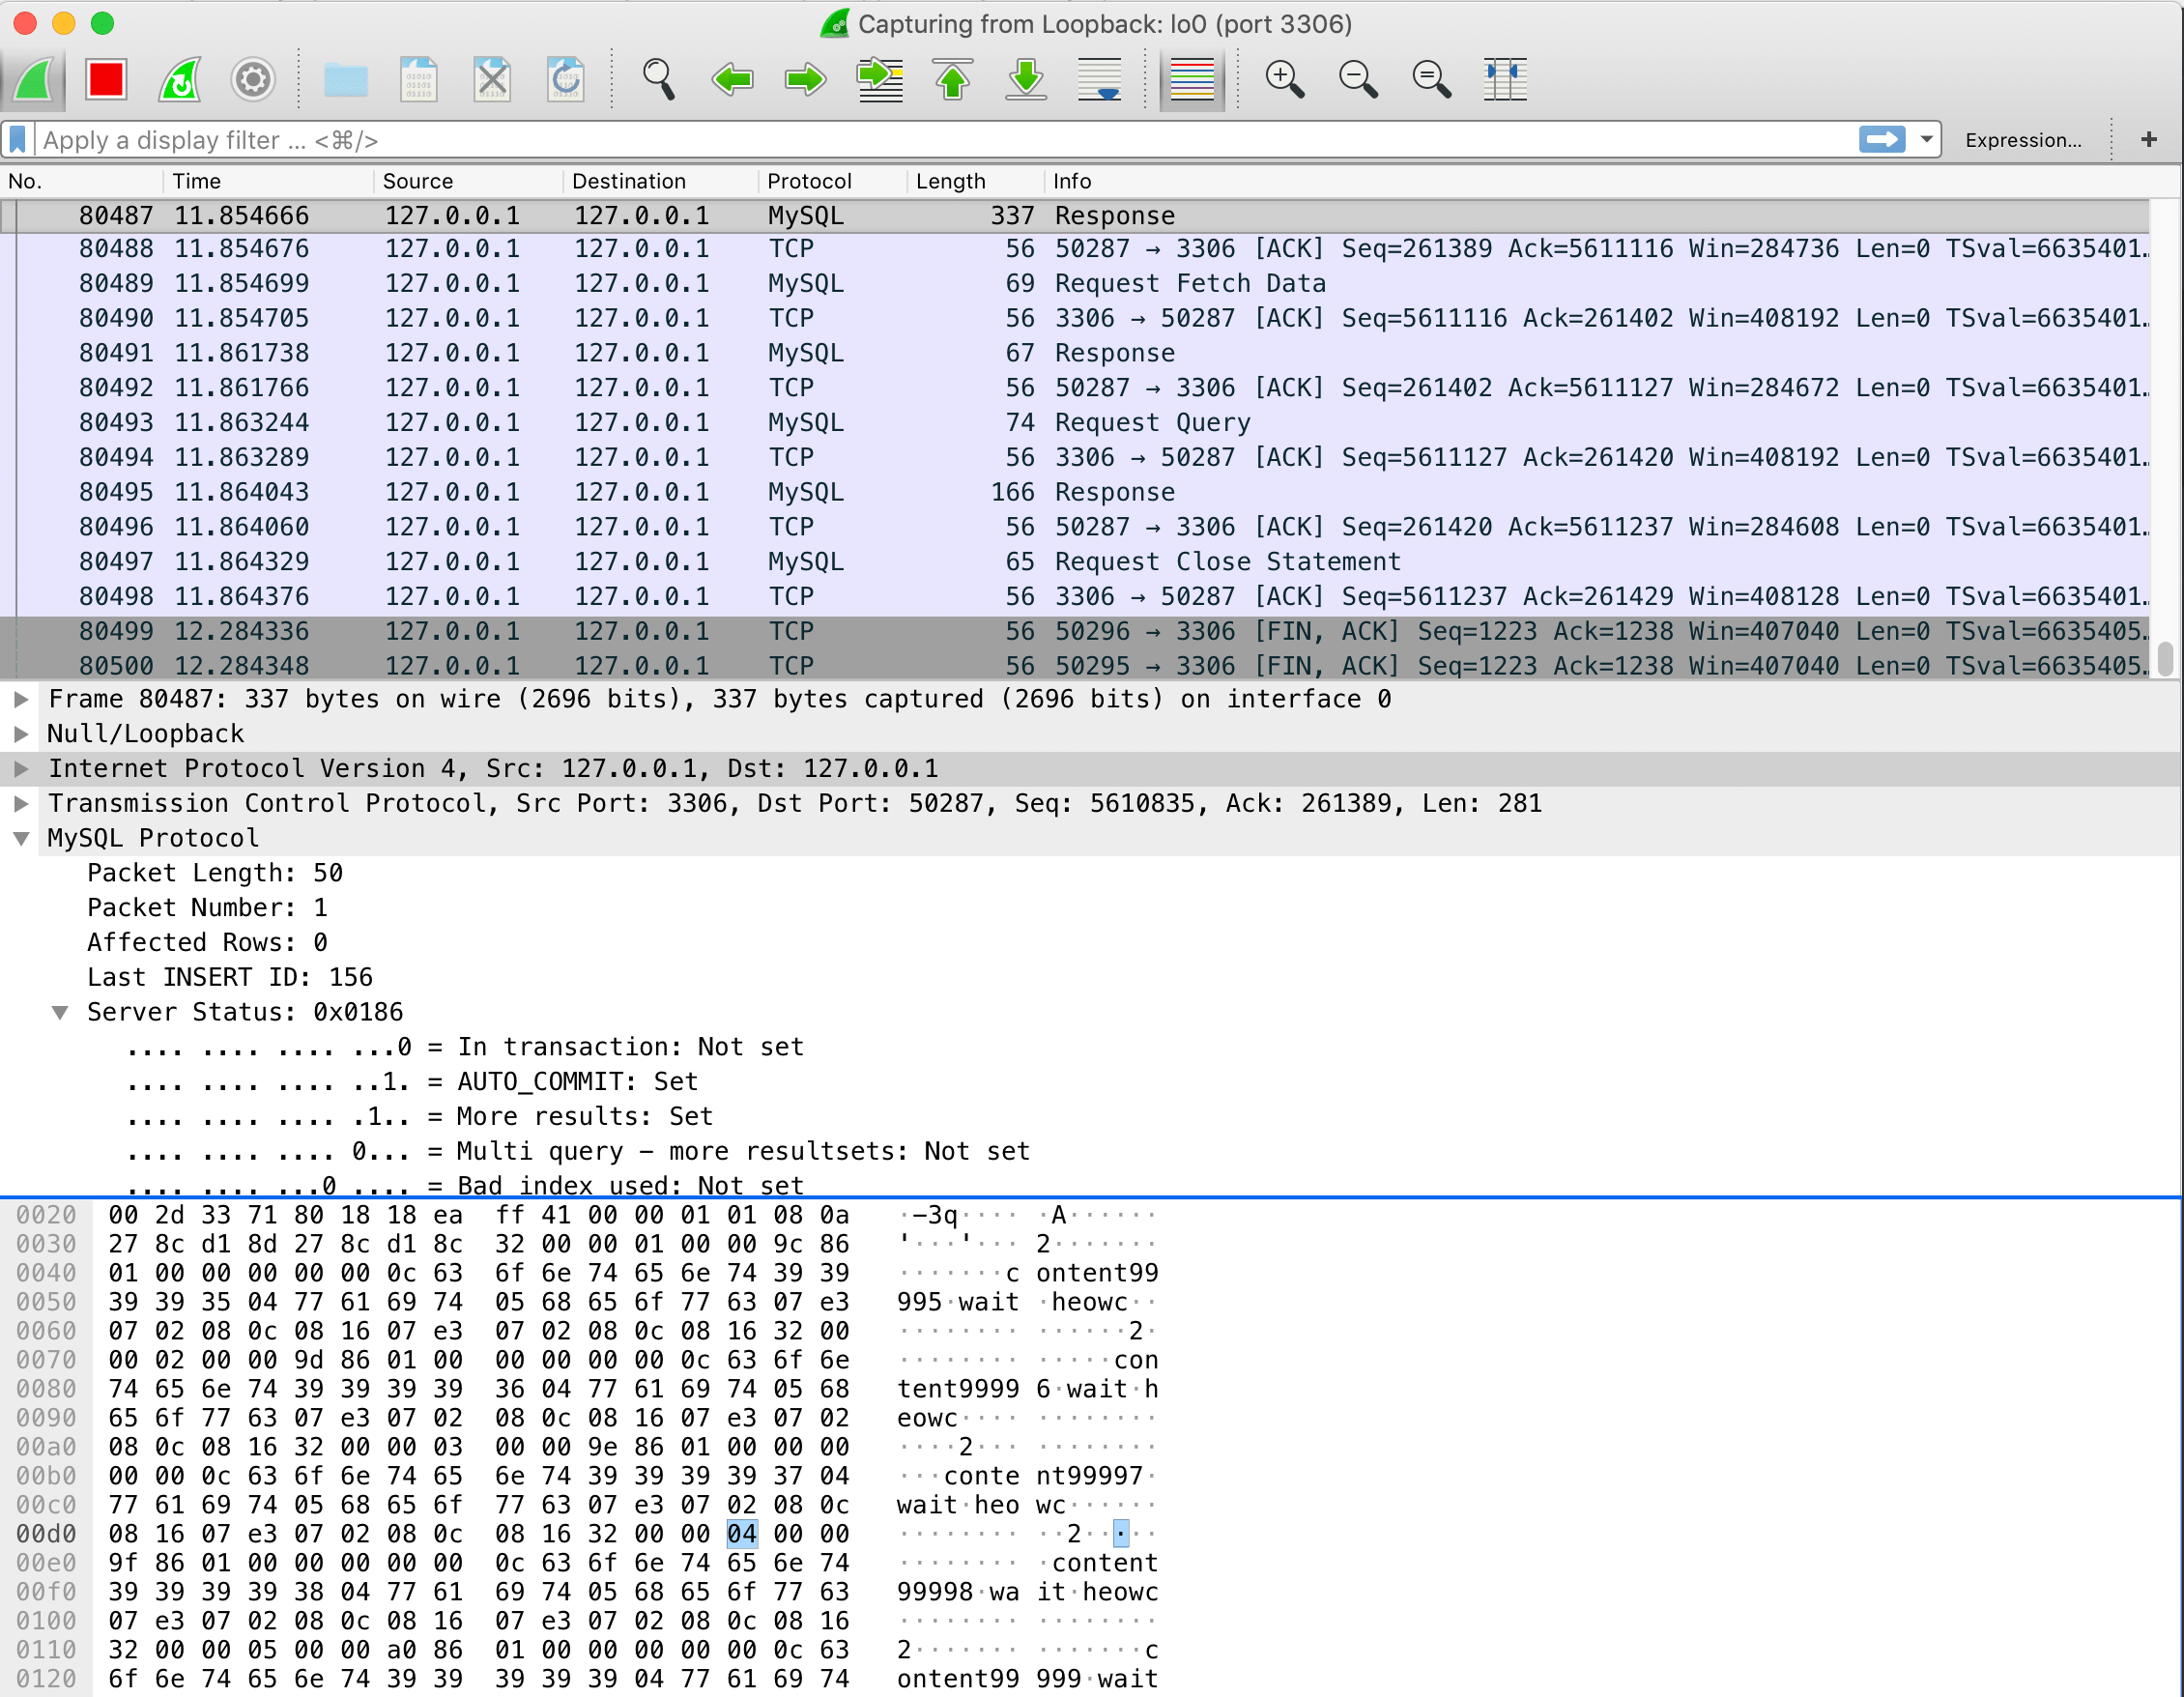 Capturing from Loopback: lo0 (port 3306)
Apply a display filter ... <⌘/>
Expression...
+
No. Time Source Destination Protocol Length Info
80487 11.854666 127.0.0.1 127.0.0.1 MySQL 337 Response
80488 11.854676 127.0.0.1 127.0.0.1 TCP 56 50287 → 3306 [ACK] Seq=261389 Ack=5611116 Win=284736 Len=0 TSval=6635401…
80489 11.854699 127.0.0.1 127.0.0.1 MySQL 69 Request Fetch Data
80490 11.854705 127.0.0.1 127.0.0.1 TCP 56 3306 → 50287 [ACK] Seq=5611116 Ack=261402 Win=408192 Len=0 TSval=6635401…
80491 11.861738 127.0.0.1 127.0.0.1 MySQL 67 Response
80492 11.861766 127.0.0.1 127.0.0.1 TCP 56 50287 → 3306 [ACK] Seq=261402 Ack=5611127 Win=284672 Len=0 TSval=6635401…
80493 11.863244 127.0.0.1 127.0.0.1 MySQL 74 Request Query
80494 11.863289 127.0.0.1 127.0.0.1 TCP 56 3306 → 50287 [ACK] Seq=5611127 Ack=261420 Win=408192 Len=0 TSval=6635401…
80495 11.864043 127.0.0.1 127.0.0.1 MySQL 166 Response
80496 11.864060 127.0.0.1 127.0.0.1 TCP 56 50287 → 3306 [ACK] Seq=261420 Ack=5611237 Win=284608 Len=0 TSval=6635401…
80497 11.864329 127.0.0.1 127.0.0.1 MySQL 65 Request Close Statement
80498 11.864376 127.0.0.1 127.0.0.1 TCP 56 3306 → 50287 [ACK] Seq=5611237 Ack=261429 Win=408128 Len=0 TSval=6635401…
80499 12.284336 127.0.0.1 127.0.0.1 TCP 56 50296 → 3306 [FIN, ACK] Seq=1223 Ack=1238 Win=407040 Len=0 TSval=6635405…
80500 12.284348 127.0.0.1 127.0.0.1 TCP 56 50295 → 3306 [FIN, ACK] Seq=1223 Ack=1238 Win=407040 Len=0 TSval=6635405…
Frame 80487: 337 bytes on wire (2696 bits), 337 bytes captured (2696 bits) on interface 0
Null/Loopback
Internet Protocol Version 4, Src: 127.0.0.1, Dst: 127.0.0.1
Transmission Control Protocol, Src Port: 3306, Dst Port: 50287, Seq: 5610835, Ack: 261389, Len: 281
MySQL Protocol
Packet Length: 50
Packet Number: 1
Affected Rows: 0
Last INSERT ID: 156
Server Status: 0x0186
.... .... .... ...0 = In transaction: Not set
.... .... .... ..1. = AUTO_COMMIT: Set
.... .... .... .1.. = More results: Set
.... .... .... 0... = Multi query – more resultsets: Not set
.... .... ...0 .... = Bad index used: Not set
0020 00 2d 33 71 80 18 18 ea ff 41 00 00 01 01 08 0a ·-3q···· ·A······
0030 27 8c d1 8d 27 8c d1 8c 32 00 00 01 00 00 9c 86 '···'··· 2·······
0040 01 00 00 00 00 00 0c 63 6f 6e 74 65 6e 74 39 39 ·······c ontent99
0050 39 39 35 04 77 61 69 74 05 68 65 6f 77 63 07 e3 995·wait ·heowc··
0060 07 02 08 0c 08 16 07 e3 07 02 08 0c 08 16 32 00 ········ ······2·
0070 00 02 00 00 9d 86 01 00 00 00 00 00 0c 63 6f 6e ········ ·····con
0080 74 65 6e 74 39 39 39 39 36 04 77 61 69 74 05 68 tent9999 6·wait·h
0090 65 6f 77 63 07 e3 07 02 08 0c 08 16 07 e3 07 02 eowc···· ········
00a0 08 0c 08 16 32 00 00 03 00 00 9e 86 01 00 00 00 ····2··· ········
00b0 00 00 0c 63 6f 6e 74 65 6e 74 39 39 39 39 37 04 ···conte nt99997·
00c0 77 61 69 74 05 68 65 6f 77 63 07 e3 07 02 08 0c wait·heo wc······
00d0 08 16 07 e3 07 02 08 0c 08 16 32 00 00 04 00 00 ········ ··2·····
00e0 9f 86 01 00 00 00 00 00 0c 63 6f 6e 74 65 6e 74 ········ ·content
00f0 39 39 39 39 38 04 77 61 69 74 05 68 65 6f 77 63 99998·wa it·heowc
0100 07 e3 07 02 08 0c 08 16 07 e3 07 02 08 0c 08 16 ········ ········
0110 32 00 00 05 00 00 a0 86 01 00 00 00 00 00 0c 63 2······· ·······c
0120 6f 6e 74 65 6e 74 39 39 39 39 39 04 77 61 69 74 ontent99 999·wait